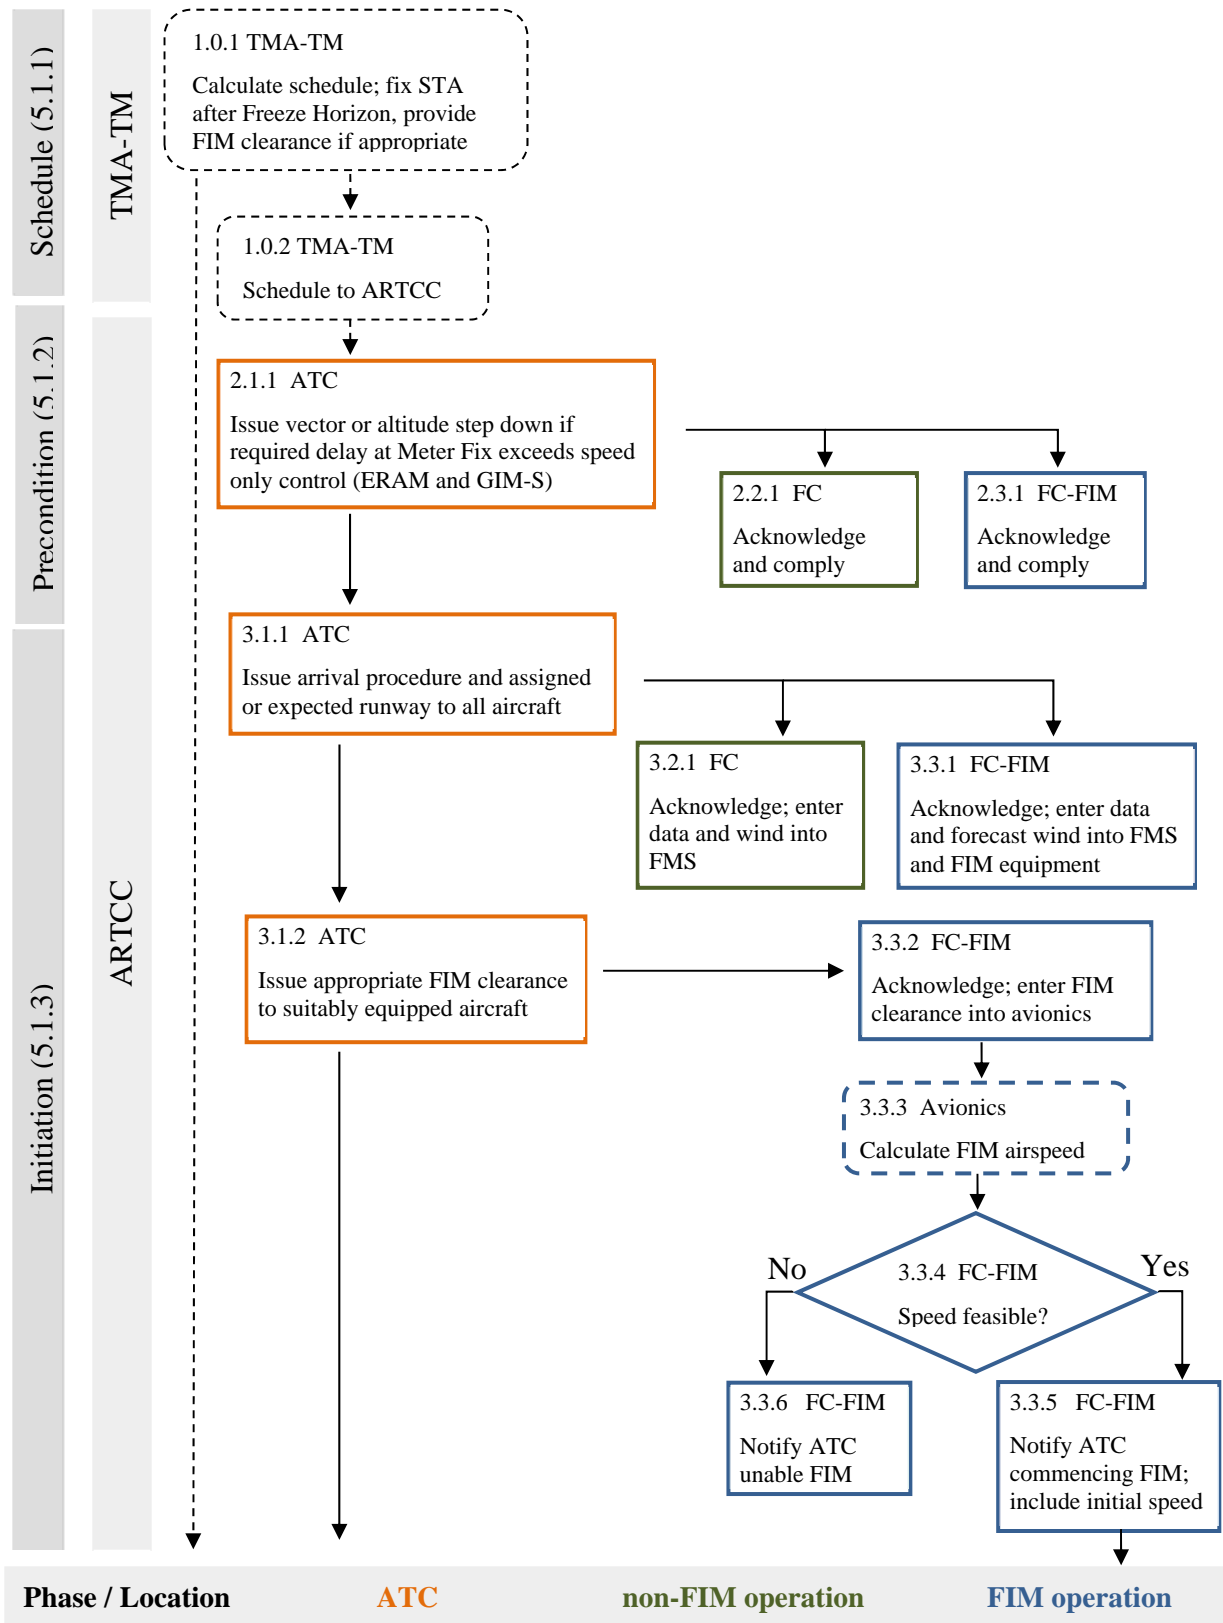 Schedule (5.1.1)
TMA-TM
1.0.1 TMA-TM
Calculate schedule; fix STA
after Freeze Horizon, provide
FIM clearance if appropriate
1.0.2 TMA-TM
Schedule to ARTCC
Precondition (5.1.2)
ARTCC
2.1.1 ATC
Issue vector or altitude step down if
required delay at Meter Fix exceeds speed
only control (ERAM and GIM-S)
2.2.1 FC
Acknowledge
and comply
2.3.1 FC-FIM
Acknowledge
and comply
Initiation (5.1.3)
3.1.1 ATC
Issue arrival procedure and assigned
or expected runway to all aircraft
3.2.1 FC
Acknowledge; enter
data and wind into
FMS
3.3.1 FC-FIM
Acknowledge; enter data
and forecast wind into FMS
and FIM equipment
3.1.2 ATC
Issue appropriate FIM clearance
to suitably equipped aircraft
3.3.2 FC-FIM
Acknowledge; enter FIM
clearance into avionics
3.3.3 Avionics
Calculate FIM airspeed
No
3.3.4 FC-FIM
Speed feasible?
Yes
3.3.6 FC-FIM
Notify ATC
unable FIM
3.3.5 FC-FIM
Notify ATC
commencing FIM;
include initial speed
Phase / Location
ATC
non-FIM operation
FIM operation